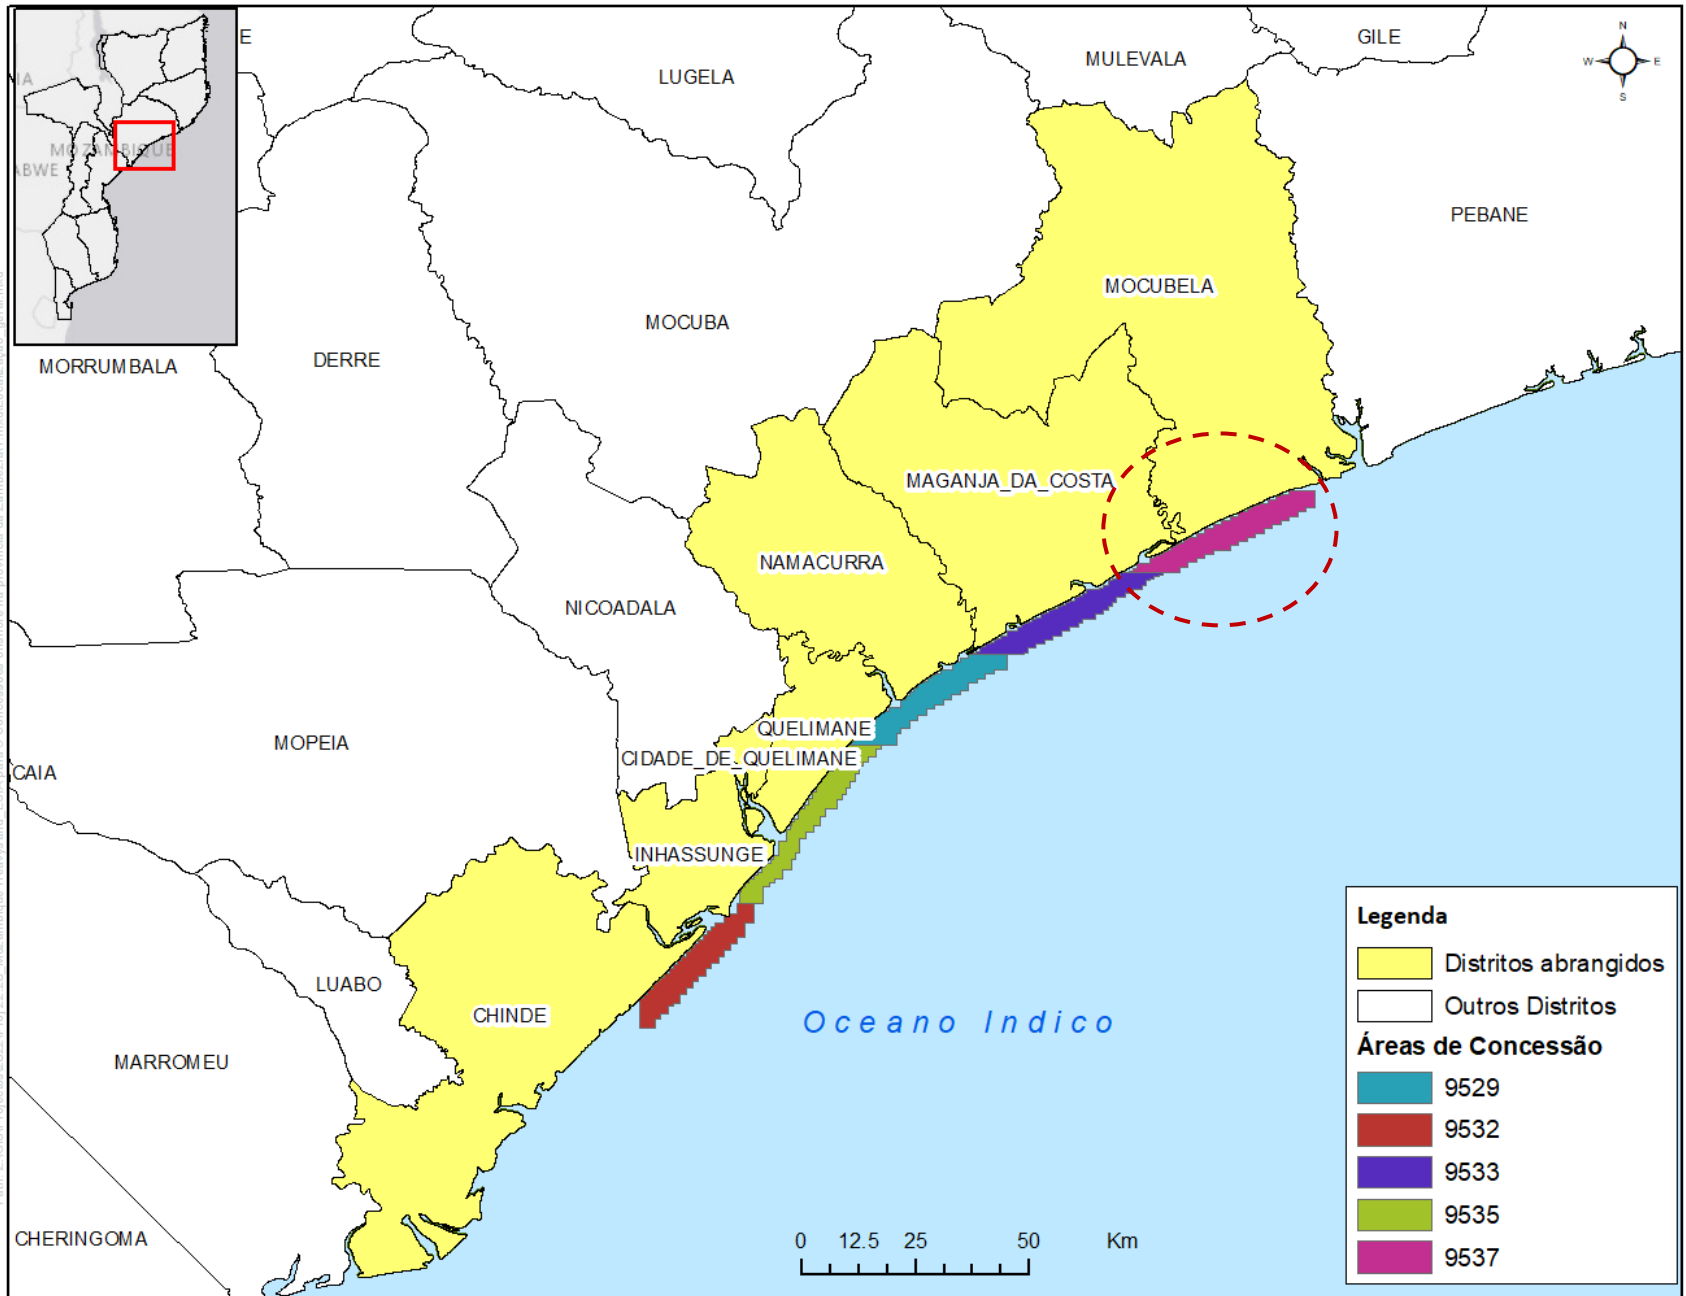 E
LUGELA
MULEVALA
GILE
N
W
E
S
MOZAMBIQUE
ABWE
PEBANE
MOCUBELA
MOCUBA
DERRE
MORRUMBALA
MAGANJA_DA_COSTA
NAMACURRA
NICOADALA
QUELIMANE
MOPEIA
CIDADE_DE_QUELIMANE
CAIA
INHASSUNGE
LUABO
CHINDE
Oceano Indico
MARROMEU
CHERINGOMA
0 12.5 25 50 Km
Legenda
Distritos abrangidos
Outros Distritos
Áreas de Concessão
9529
9532
9533
9535
9537